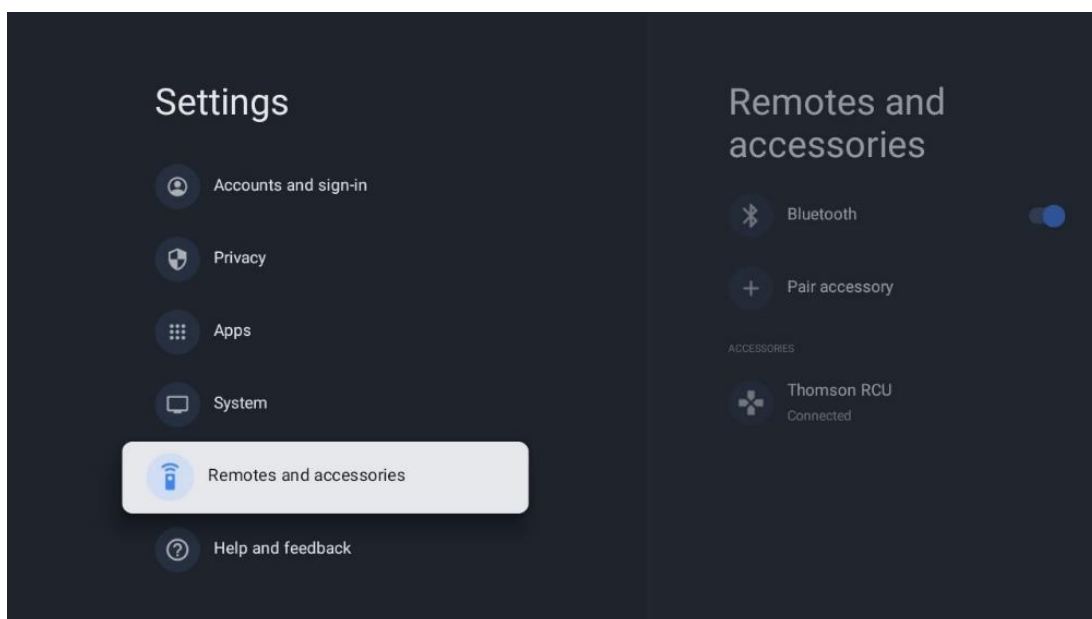 Settings
Accounts and sign-in
Privacy
Apps
System
Remotes and accessories
Help and feedback
Remotes and
accessories
Bluetooth
Pair accessory
ACCESSORIES
Thomson RCU
Connected